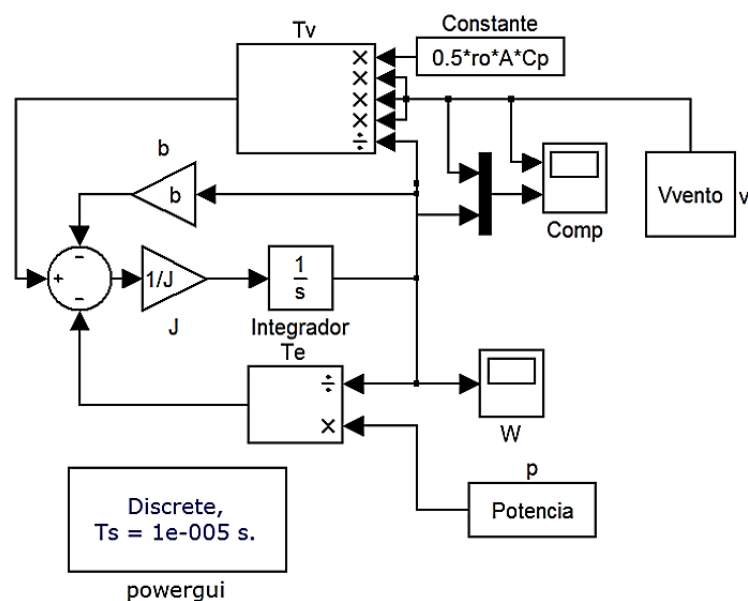 Constante
0.5*ro*A*Cp
Tv
×
×
×
×
÷
b
b
Comp
Vvento
v
−
+
−
1/J
J
1
s
Integrador
Te
÷
×
W
p
Potencia
Discrete,
Ts = 1e-005 s.
powergui